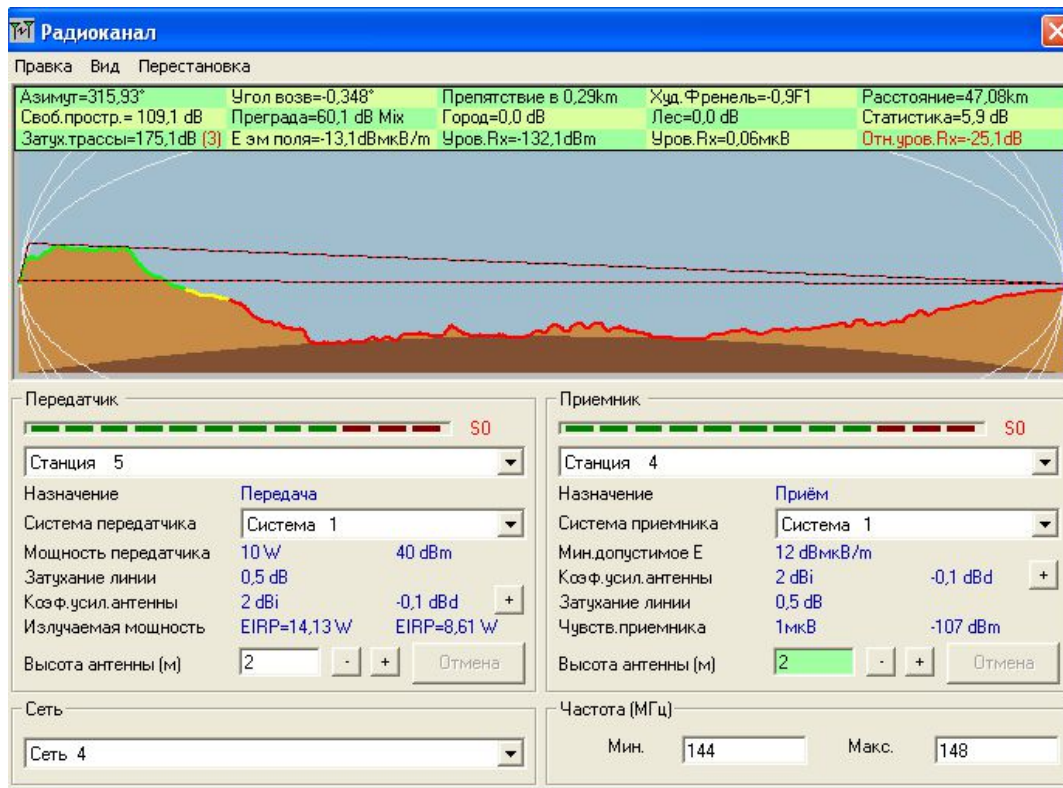 Радиоканал
Правка Вид Перестановка
Азимут=315,93° Угол возв=-0,348° Препятствие в 0,29km Худ.Френель=-0,9F1 Расстояние=47,08km
Своб.простр.= 109,1 dB Преграда=60,1 dB Mix Город=0,0 dB Лес=0,0 dB Статистика=5,9 dB
Затух.трассы=175,1dB (3) E эм поля=-13,1dBмкВ/m Уров.Rx=-132,1dBm Уров.Rx=0,06мкВ Отн.уров.Rx=-25,1dB
Передатчик
S0
Станция 5
Назначение Передача
Система передатчика Система 1
Мощность передатчика 10 W 40 dBm
Затухание линии 0,5 dB
Коэф.усил.антенны 2 dBi -0,1 dBd +
Излучаемая мощность EIRP=14,13 W EIRP=8,61 W
Высота антенны (м) 2 - + Отмена
Приемник
S0
Станция 4
Назначение Приём
Система приемника Система 1
Мин.допустимое E 12 dBмкВ/m
Коэф.усил.антенны 2 dBi -0,1 dBd +
Затухание линии 0,5 dB
Чувств.приемника 1мкВ -107 dBm
Высота антенны (м) 2 - + Отмена
Сеть
Сеть 4
Частота (МГц)
Мин. 144 Макс. 148